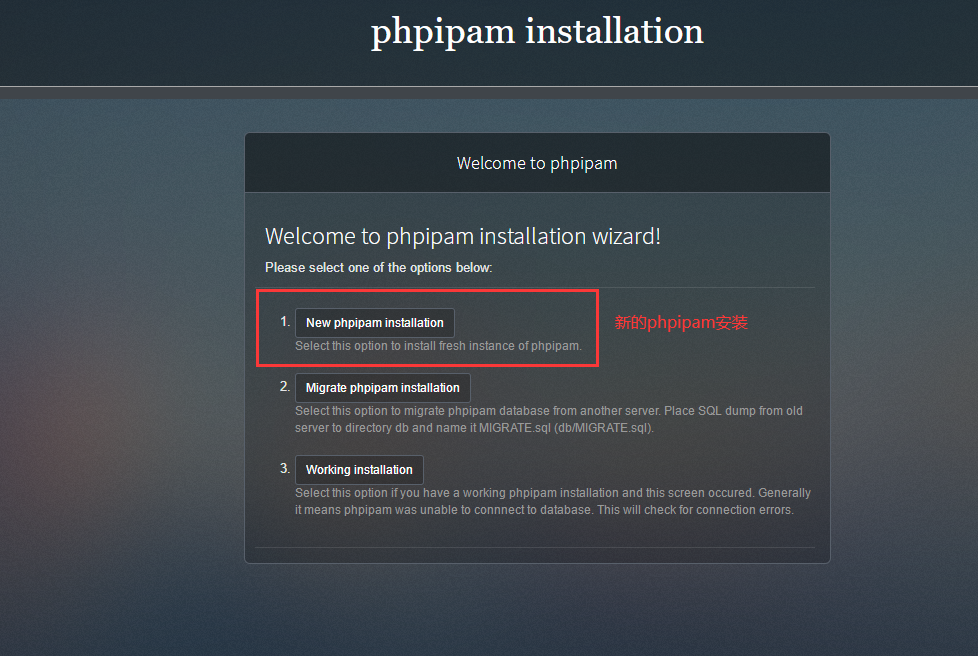 phpipam installation
Welcome to phpipam
Welcome to phpipam installation wizard!
Please select one of the options below:
1. New phpipam installation
新的phpipam安装
Select this option to install fresh instance of phpipam.
2. Migrate phpipam installation
Select this option to migrate phpipam database from another server. Place SQL dump from old
server to directory db and name it MIGRATE.sql (db/MIGRATE.sql).
3. Working installation
Select this option if you have a working phpipam installation and this screen occured. Generally
it means phpipam was unable to connnect to database. This will check for connection errors.